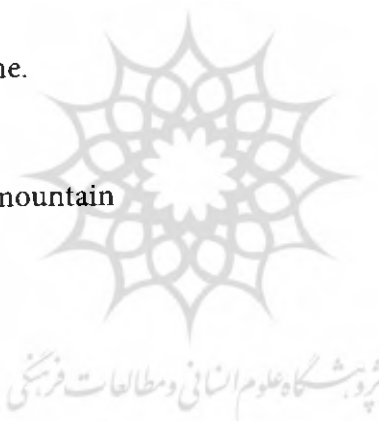 ne.
mountain
پژوهشگاه علوم انسانی و مطالعات فرهنگی